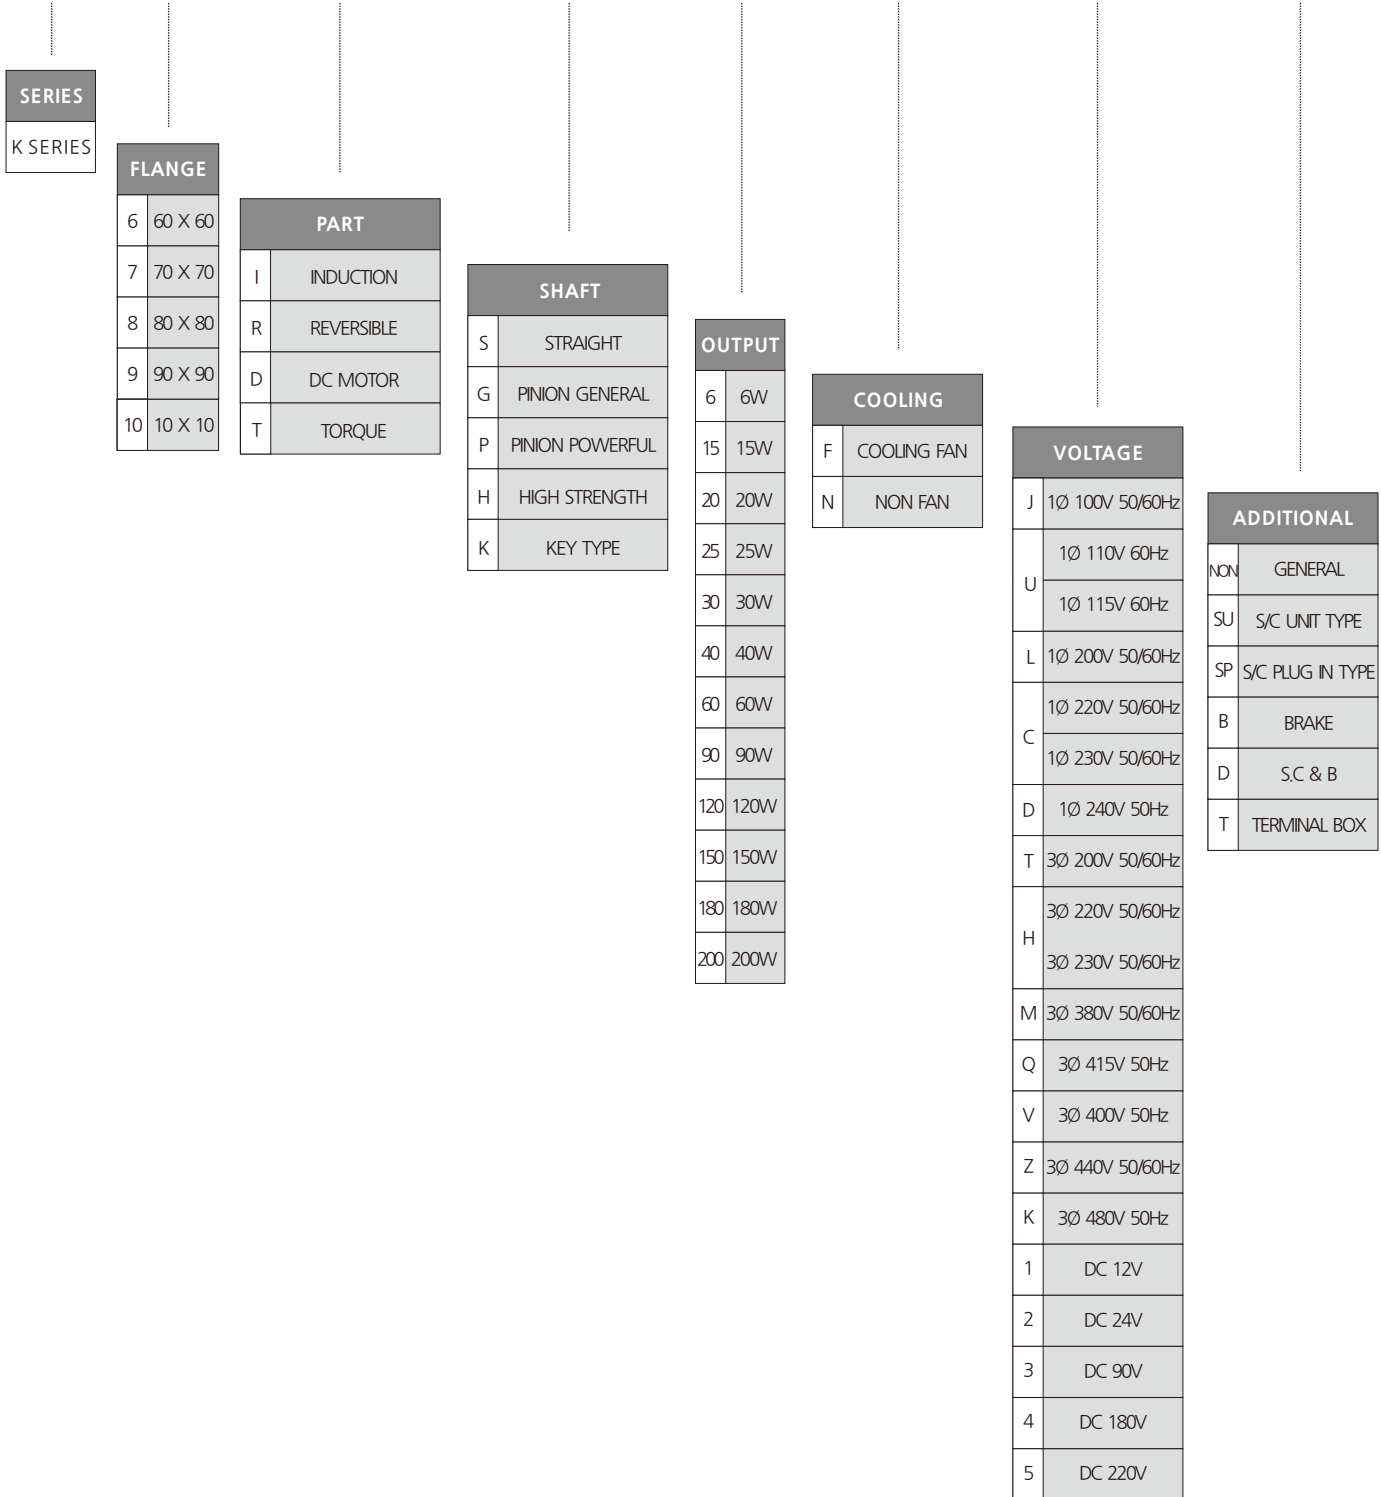 SERIES
K SERIES
FLANGE
6 60 X 60
7 70 X 70
8 80 X 80
9 90 X 90
10 10 X 10
PART
I INDUCTION
R REVERSIBLE
D DC MOTOR
T TORQUE
SHAFT
S STRAIGHT
G PINION GENERAL
P PINION POWERFUL
H HIGH STRENGTH
K KEY TYPE
OUTPUT
6 6W
15 15W
20 20W
25 25W
30 30W
40 40W
60 60W
90 90W
120 120W
150 150W
180 180W
200 200W
COOLING
F COOLING FAN
N NON FAN
VOLTAGE
J 1Ø 100V 50/60Hz
U 1Ø 110V 60Hz
1Ø 115V 60Hz
L 1Ø 200V 50/60Hz
C 1Ø 220V 50/60Hz
1Ø 230V 50/60Hz
D 1Ø 240V 50Hz
T 3Ø 200V 50/60Hz
H 3Ø 220V 50/60Hz
3Ø 230V 50/60Hz
M 3Ø 380V 50/60Hz
Q 3Ø 415V 50Hz
V 3Ø 400V 50Hz
Z 3Ø 440V 50/60Hz
K 3Ø 480V 50Hz
1 DC 12V
2 DC 24V
3 DC 90V
4 DC 180V
5 DC 220V
ADDITIONAL
NON GENERAL
SU S/C UNIT TYPE
SP S/C PLUG IN TYPE
B BRAKE
D S.C & B
T TERMINAL BOX